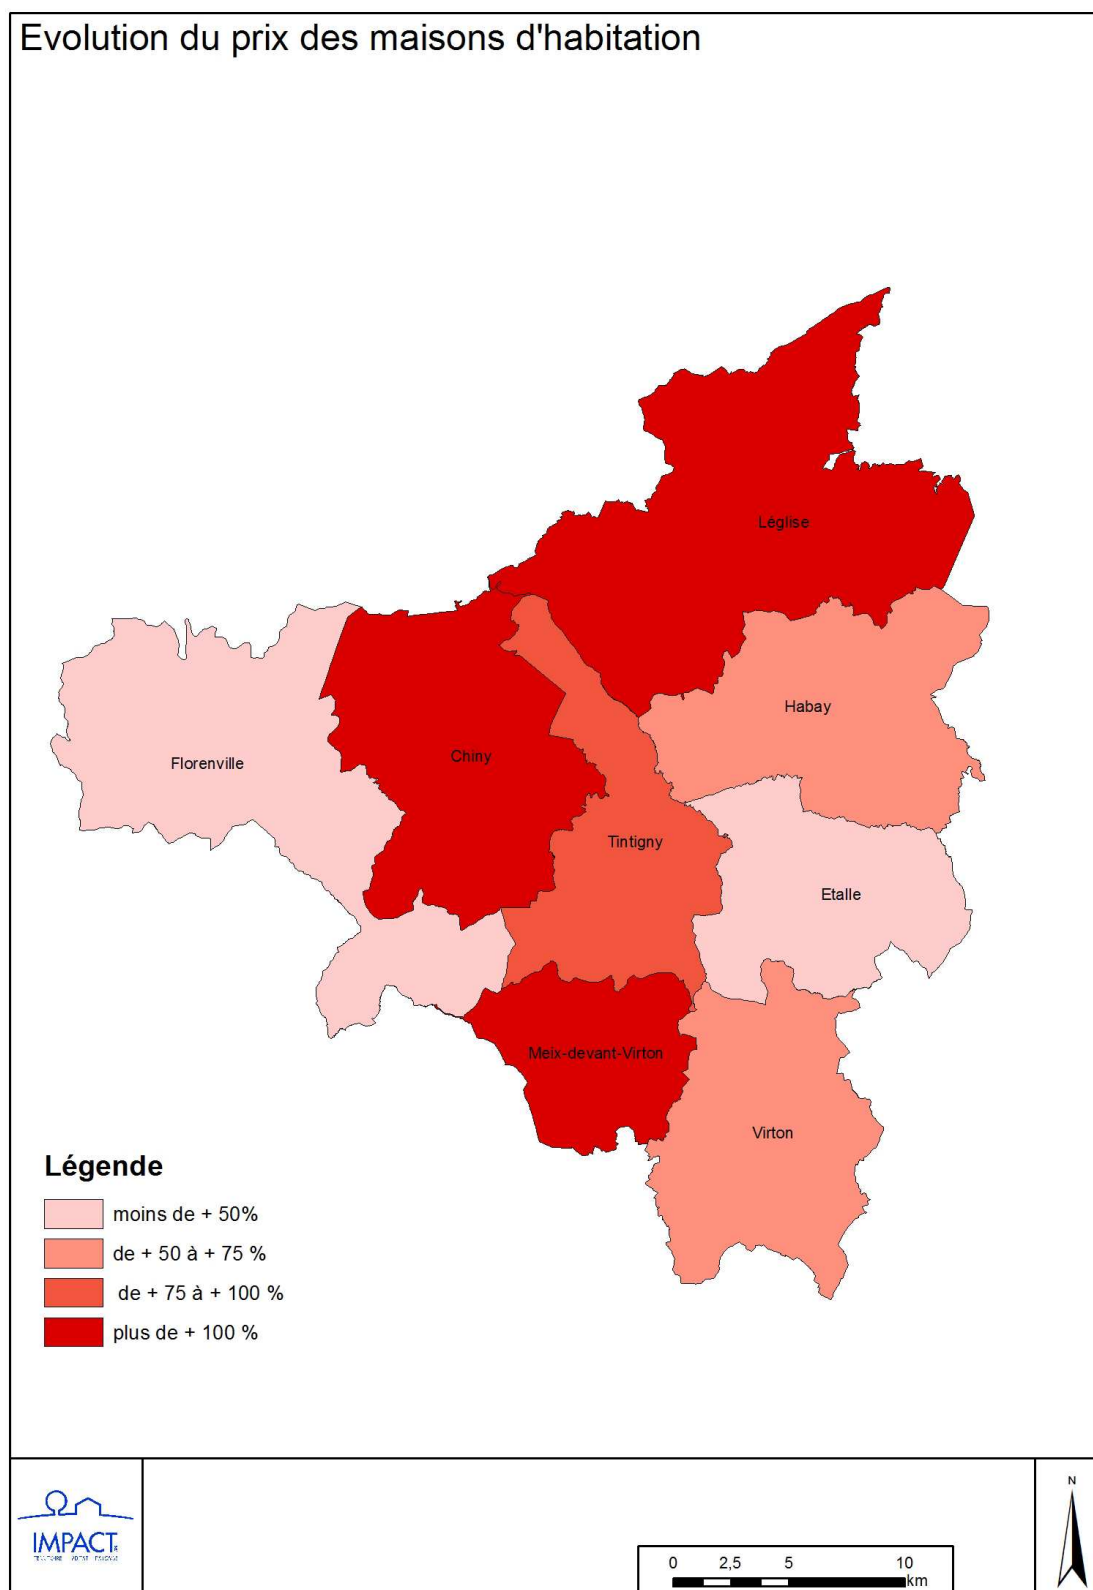 Evolution du prix des maisons d'habitation
Léglise
Habay
Chiny
Florenville
Tintigny
Etalle
Meix-devant-Virton
Virton
Légende
moins de + 50%
de + 50 à + 75 %
de + 75 à + 100 %
plus de + 100 %
IMPACT
N
0 2,5 5 10
km